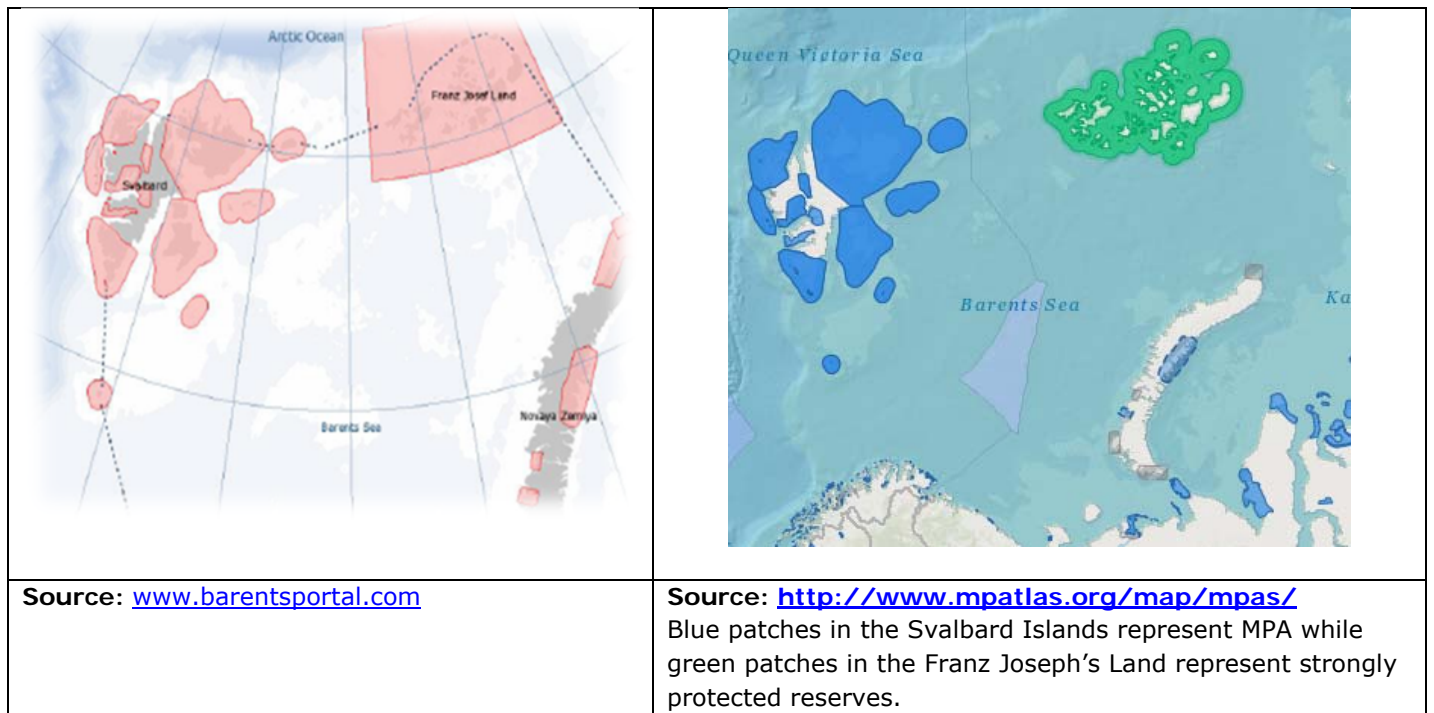 Arctic Ocean
Franz Josef Land
Svalbard
Novaya Zemlya
Barents Sea
Queen Victoria Sea
Barents Sea
Ka
Source: www.barentsportal.com
Source: http://www.mpatlas.org/map/mpas/
Blue patches in the Svalbard Islands represent MPA while
green patches in the Franz Joseph's Land represent strongly
protected reserves.